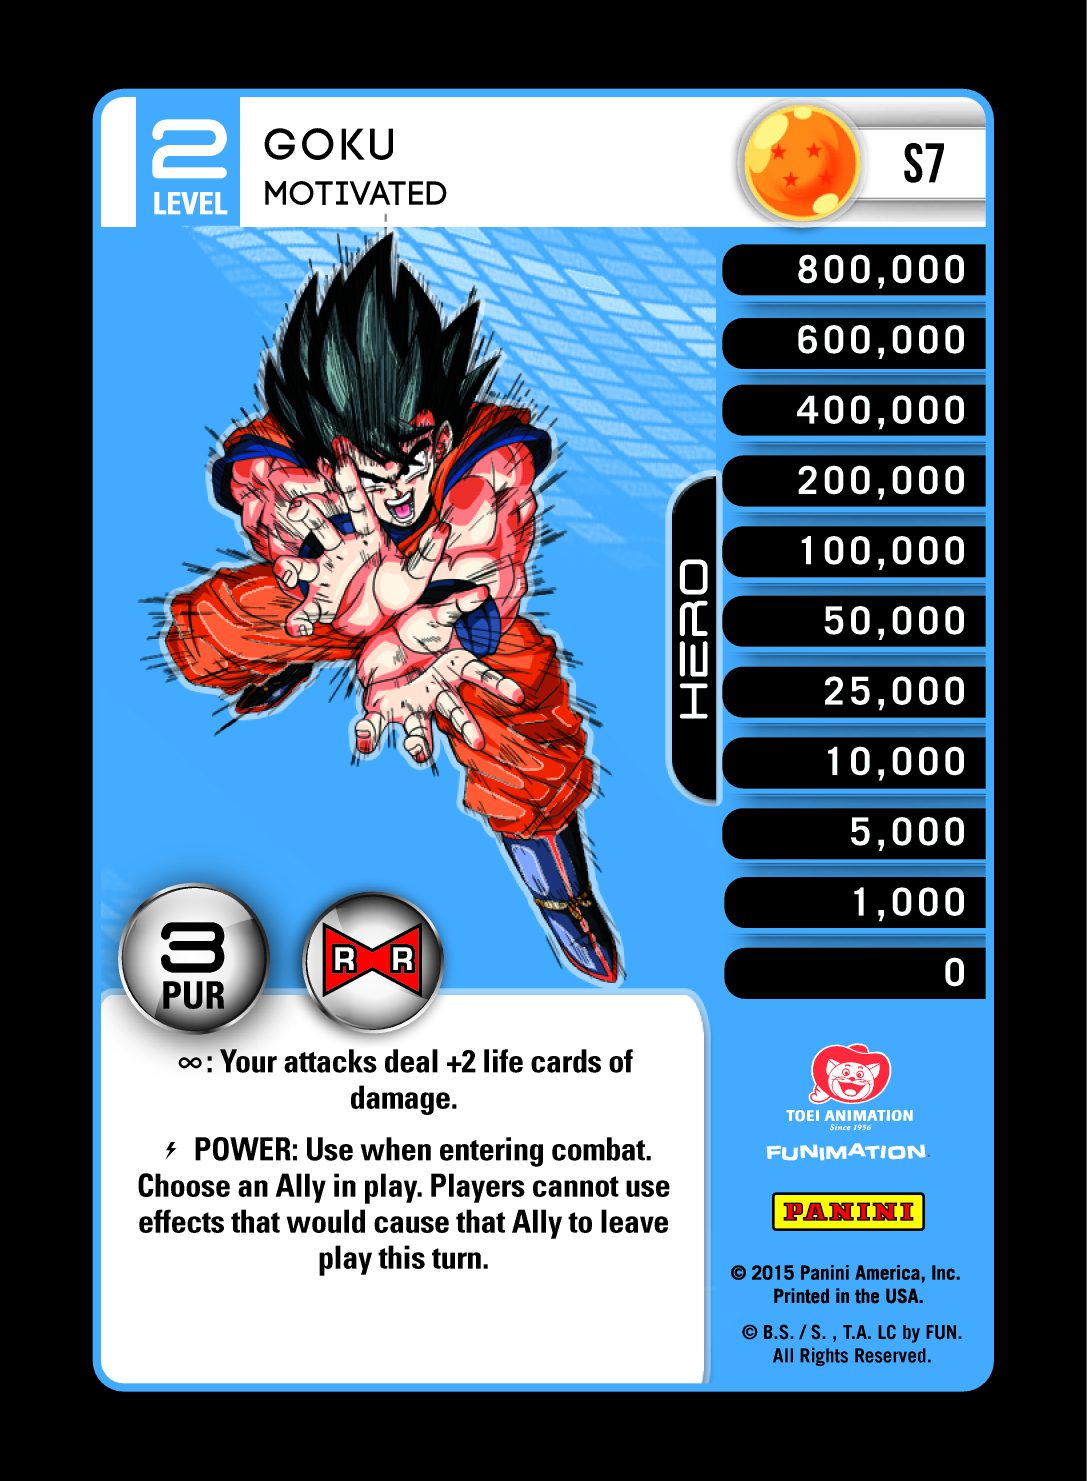 2
LEVEL
GOKU
MOTIVATED
S7
800,000
600,000
400,000
200,000
100,000
50,000
25,000
10,000
5,000
1,000
0
HERO
3
PUR
R R
∞: Your attacks deal +2 life cards of
damage.
⚡ POWER: Use when entering combat.
Choose an Ally in play. Players cannot use
effects that would cause that Ally to leave
play this turn.
TOEI ANIMATION
Since 1956
FUNIMATION
PANINI
© 2015 Panini America, Inc.
Printed in the USA.
© B.S. / S. , T.A. LC by FUN.
All Rights Reserved.